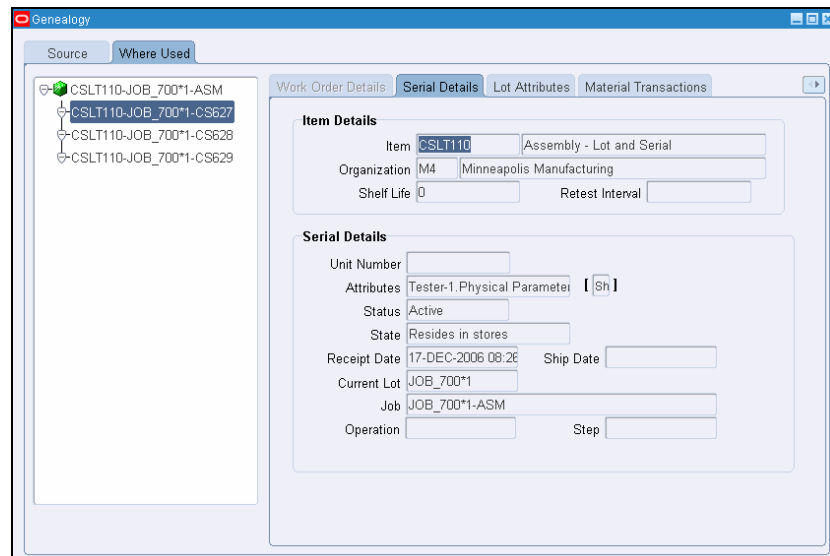 Genealogy
Source Where Used
CSLT110-JOB_700*1-ASM
CSLT110-JOB_700*1-CS627
CSLT110-JOB_700*1-CS628
CSLT110-JOB_700*1-CS629
Work Order Details Serial Details Lot Attributes Material Transactions
Item Details
Item CSLT110 Assembly - Lot and Serial
Organization M4 Minneapolis Manufacturing
Shelf Life 0 Retest Interval
Serial Details
Unit Number
Attributes Tester-1.Physical Parameter [ Sh ]
Status Active
State Resides in stores
Receipt Date 17-DEC-2006 08:26 Ship Date
Current Lot JOB_700*1
Job JOB_700*1-ASM
Operation Step